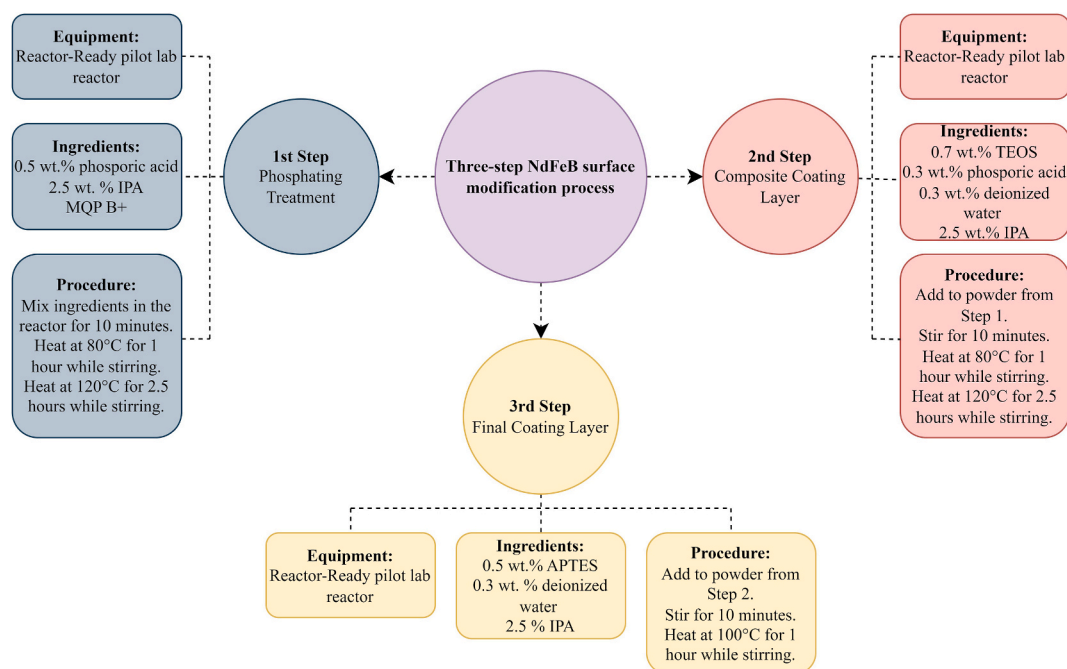 Three-step NdFeB surface
modification process
1st Step
Phosphating
Treatment
Equipment:
Reactor-Ready pilot lab
reactor
Ingredients:
0.5 wt.% phosporic acid
2.5 wt. % IPA
MQP B+
Procedure:
Mix ingredients in the
reactor for 10 minutes.
Heat at 80°C for 1
hour while stirring.
Heat at 120°C for 2.5
hours while stirring.
2nd Step
Composite Coating
Layer
Equipment:
Reactor-Ready pilot lab
reactor
Ingredients:
0.7 wt.% TEOS
0.3 wt.% phosporic acid
0.3 wt.% deionized
water
2.5 wt.% IPA
Procedure:
Add to powder from
Step 1.
Stir for 10 minutes.
Heat at 80°C for 1
hour while stirring.
Heat at 120°C for 2.5
hours while stirring.
3rd Step
Final Coating Layer
Equipment:
Reactor-Ready pilot lab
reactor
Ingredients:
0.5 wt.% APTES
0.3 wt. % deionized
water
2.5 % IPA
Procedure:
Add to powder from
Step 2.
Stir for 10 minutes.
Heat at 100°C for 1
hour while stirring.